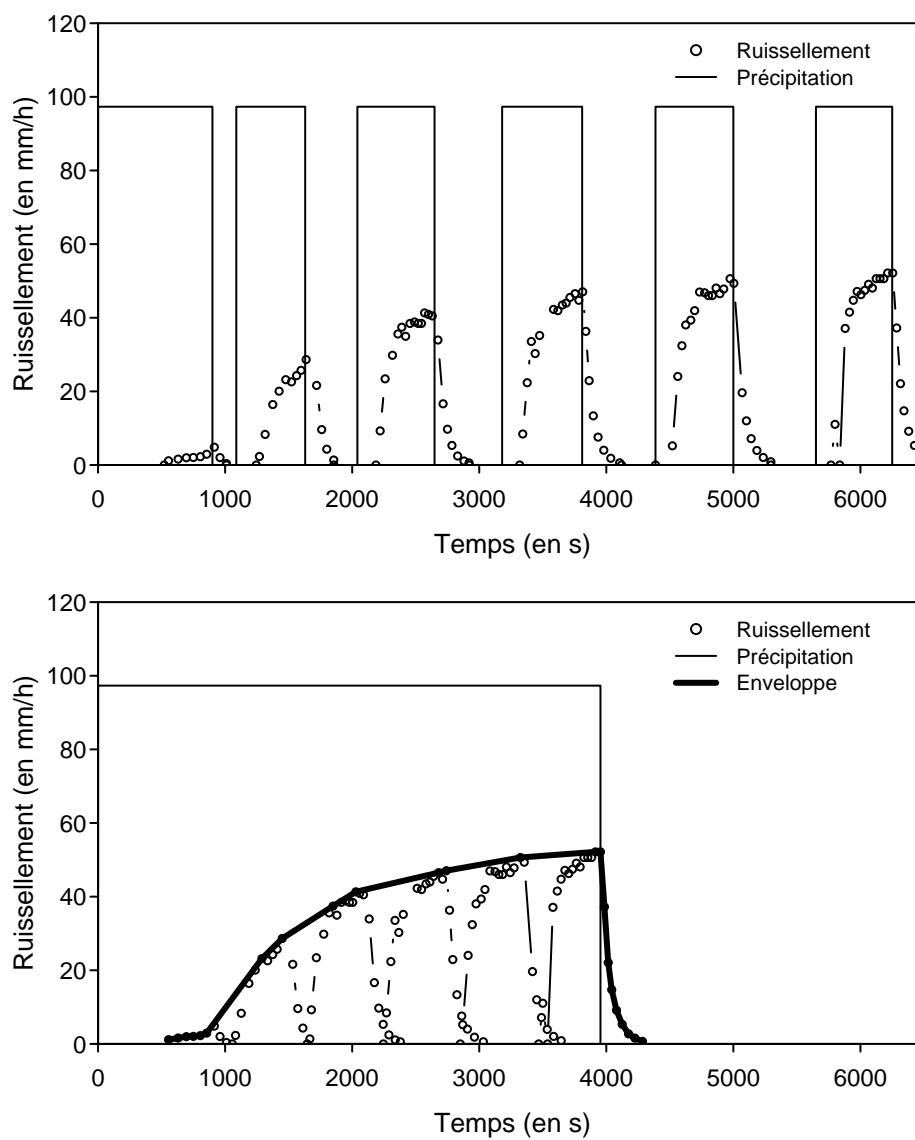 120
100
80
60
40
20
0
Ruissellement (en mm/h)
Ruissellement
Précipitation
0 1000 2000 3000 4000 5000 6000
Temps (en s)
120
100
80
60
40
20
0
Ruissellement (en mm/h)
Ruissellement
Précipitation
Enveloppe
0 1000 2000 3000 4000 5000 6000
Temps (en s)